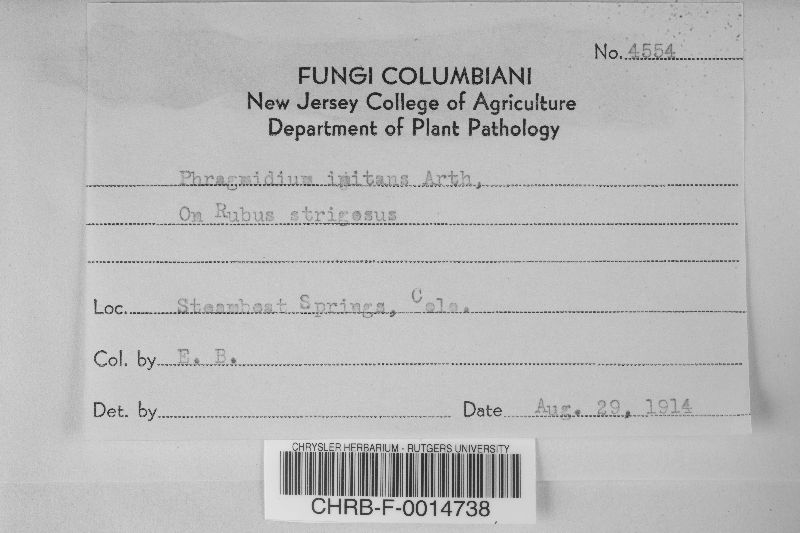 No. 4554
FUNGI COLUMBIANI
New Jersey College of Agriculture
Department of Plant Pathology
Phragmidium imitans Arth,
On Rubus strigosus
Loc. Steamboat Springs, Colo.
Col. by E. B.
Det. by
Date Aug. 29, 1914
CHRYSLER HERBARIUM - RUTGERS UNIVERSITY
CHRB-F-0014738